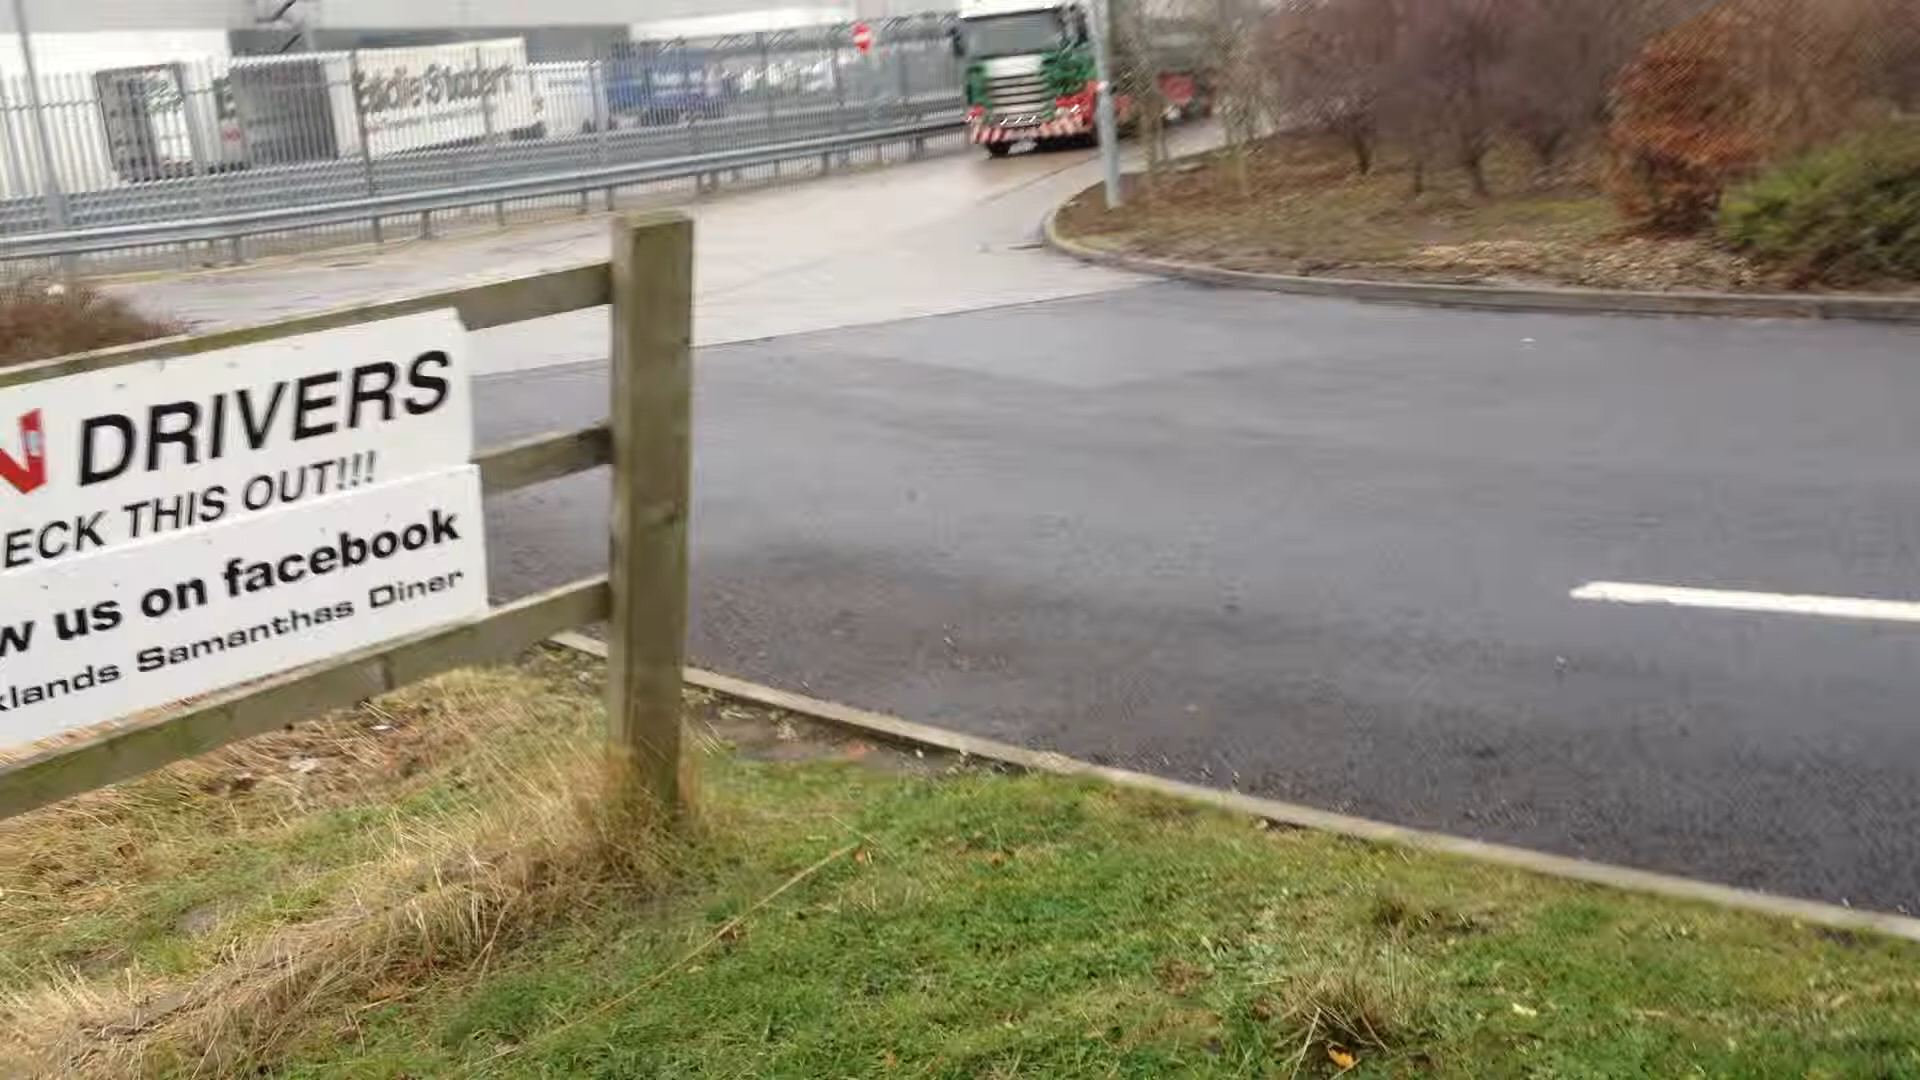 Eddie Stobart
N DRIVERS
ECK THIS OUT!!!
w us on facebook
klands Samanthas Diner